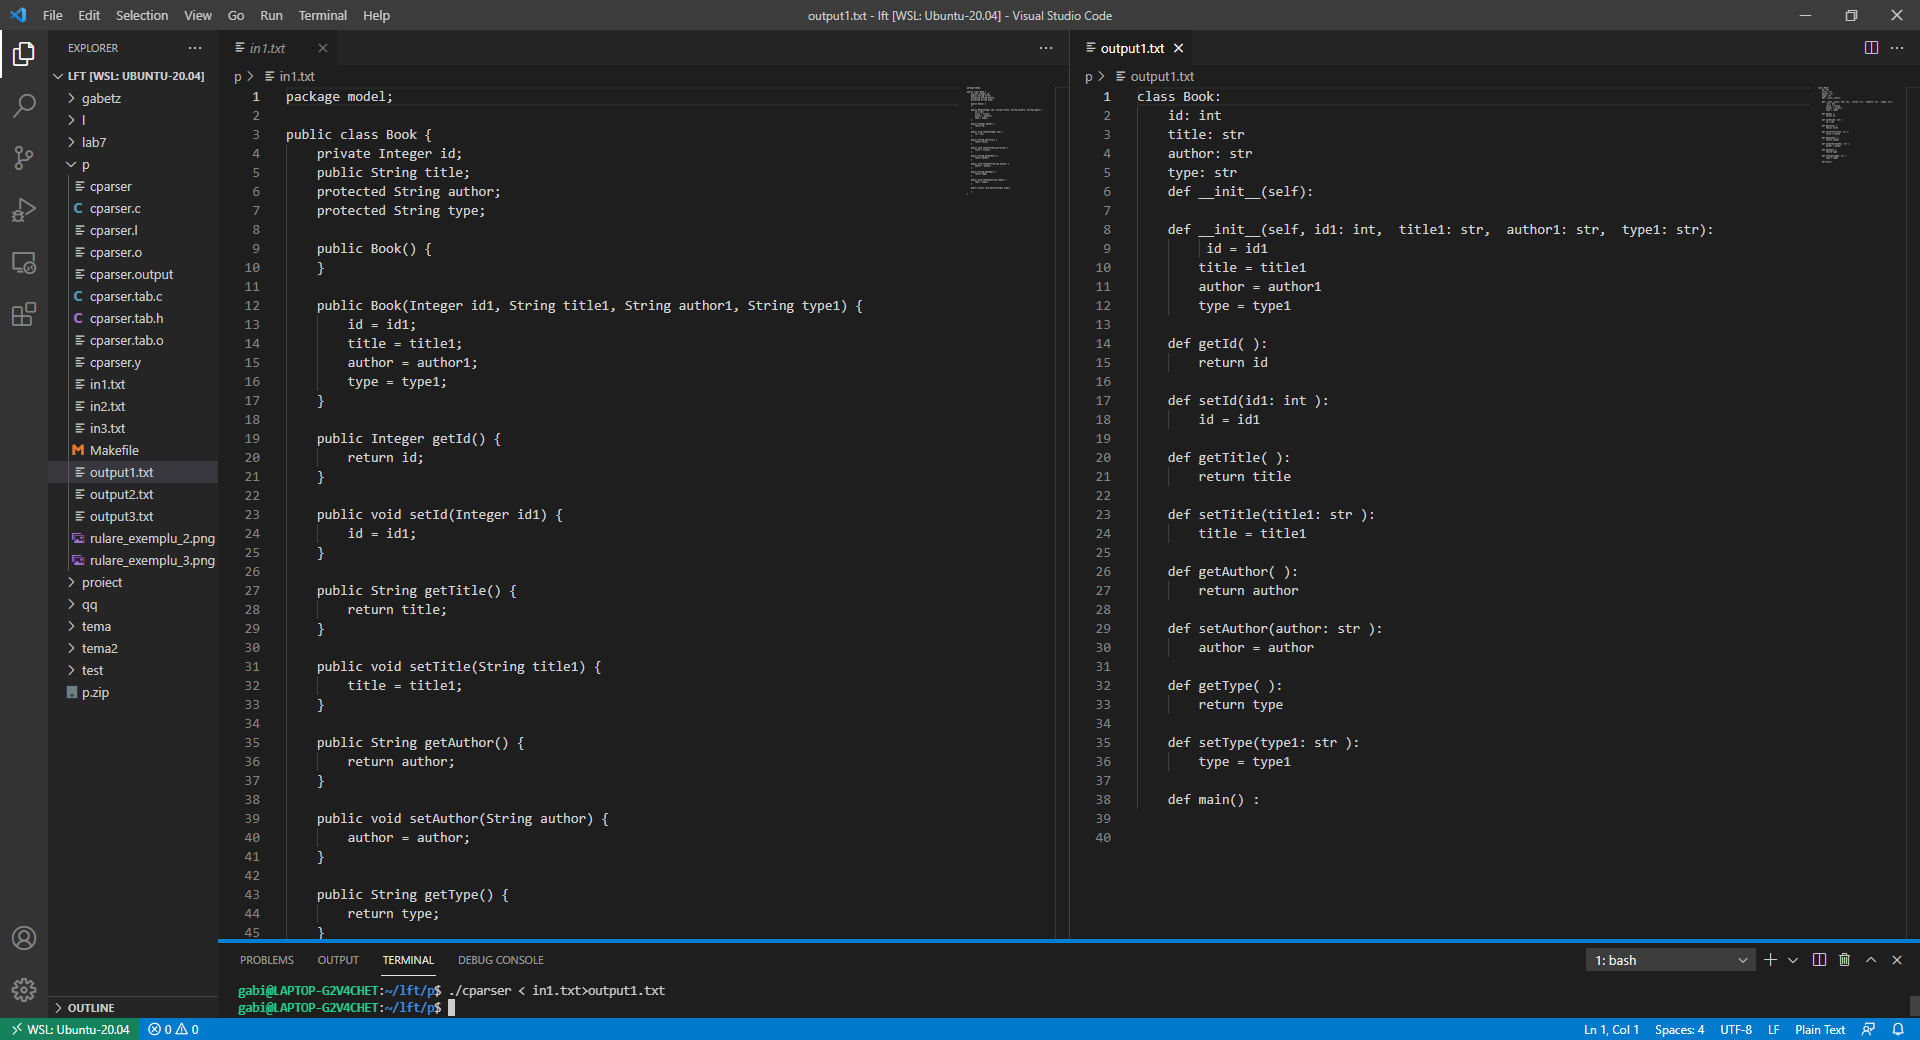 File Edit Selection View Go Run Terminal Help
output1.txt - lft [WSL: Ubuntu-20.04] - Visual Studio Code
EXPLORER
LFT [WSL: UBUNTU-20.04]
gabetz
l
lab7
p
cparser
cparser.c
cparser.l
cparser.o
cparser.output
cparser.tab.c
cparser.tab.h
cparser.tab.o
cparser.y
in1.txt
in2.txt
in3.txt
Makefile
output1.txt
output2.txt
output3.txt
rulare_exemplu_2.png
rulare_exemplu_3.png
proiect
qq
tema
tema2
test
p.zip
OUTLINE
in1.txt
p > in1.txt
1 package model;
2
3 public class Book {
4     private Integer id;
5     public String title;
6     protected String author;
7     protected String type;
8
9     public Book() {
10     }
11
12     public Book(Integer id1, String title1, String author1, String type1) {
13         id = id1;
14         title = title1;
15         author = author1;
16         type = type1;
17     }
18
19     public Integer getId() {
20         return id;
21     }
22
23     public void setId(Integer id1) {
24         id = id1;
25     }
26
27     public String getTitle() {
28         return title;
29     }
30
31     public void setTitle(String title1) {
32         title = title1;
33     }
34
35     public String getAuthor() {
36         return author;
37     }
38
39     public void setAuthor(String author) {
40         author = author;
41     }
42
43     public String getType() {
44         return type;
45     }
output1.txt
p > output1.txt
1 class Book:
2     id: int
3     title: str
4     author: str
5     type: str
6     def __init__(self):
7
8     def __init__(self, id1: int,  title1: str,  author1: str,  type1: str):
9          id = id1
10         title = title1
11         author = author1
12         type = type1
13
14     def getId( ):
15         return id
16
17     def setId(id1: int ):
18         id = id1
19
20     def getTitle( ):
21         return title
22
23     def setTitle(title1: str ):
24         title = title1
25
26     def getAuthor( ):
27         return author
28
29     def setAuthor(author: str ):
30         author = author
31
32     def getType( ):
33         return type
34
35     def setType(type1: str ):
36         type = type1
37
38     def main() :
39
40
PROBLEMS OUTPUT TERMINAL DEBUG CONSOLE
1: bash
gabi@LAPTOP-G2V4CHET:~/lft/p$ ./cparser < in1.txt>output1.txt
gabi@LAPTOP-G2V4CHET:~/lft/p$
WSL: Ubuntu-20.04 0 0
Ln 1, Col 1 Spaces: 4 UTF-8 LF Plain Text